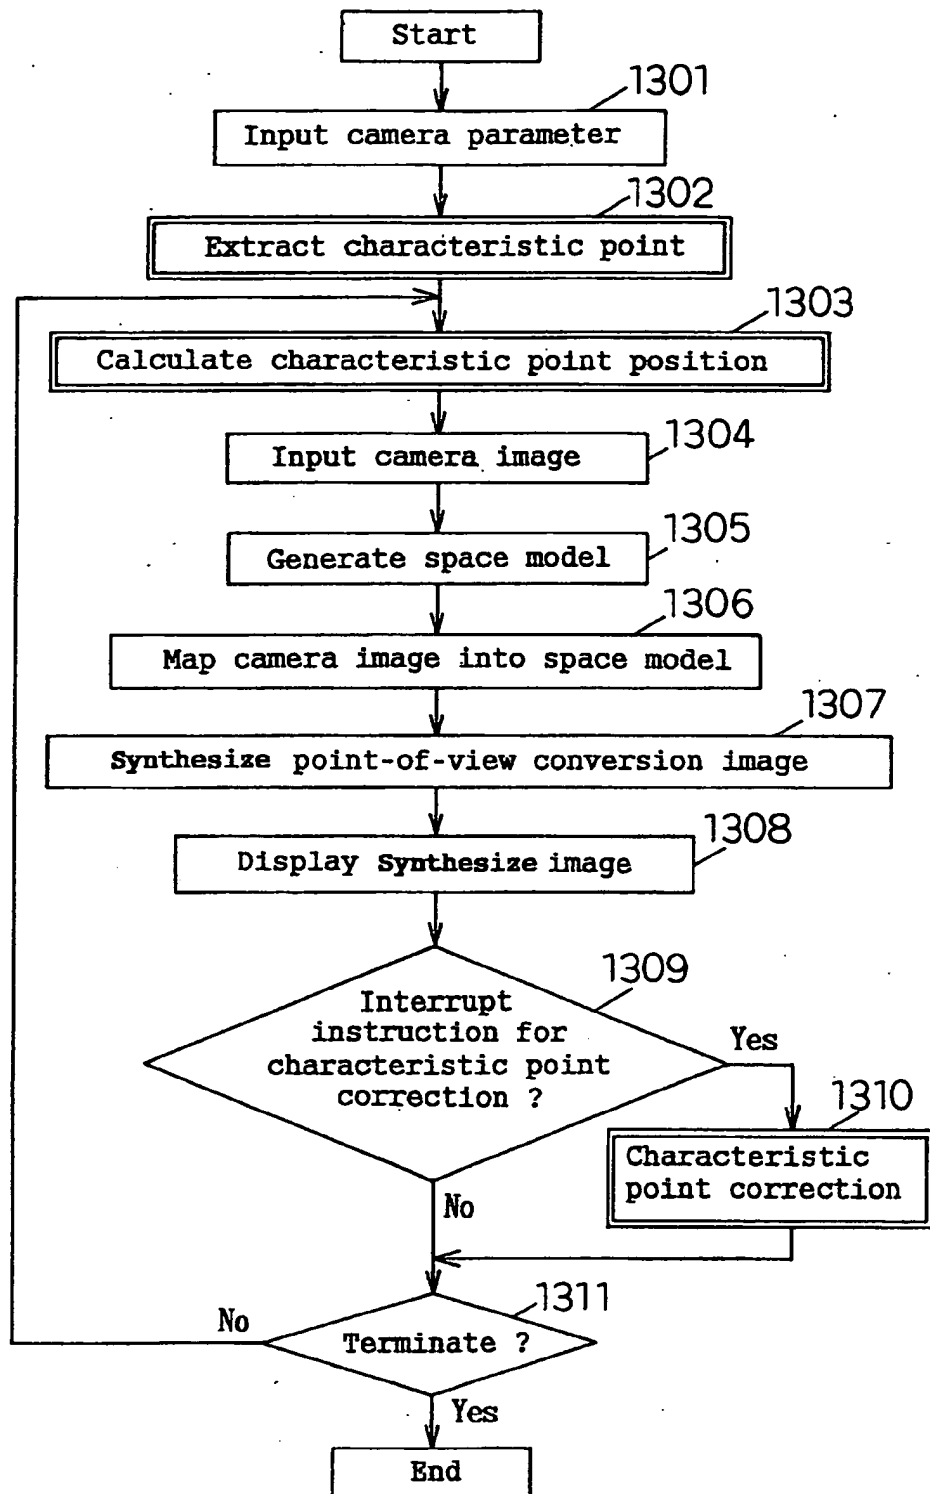 Start
1301
Input camera parameter
1302
Extract characteristic point
1303
Calculate characteristic point position
1304
Input camera image
1305
Generate space model
1306
Map camera image into space model
1307
Synthesize point-of-view conversion image
1308
Display Synthesize image
1309
Interrupt
instruction for
characteristic point
correction ?
Yes
1310
Characteristic
point correction
No
1311
No
Terminate ?
Yes
End